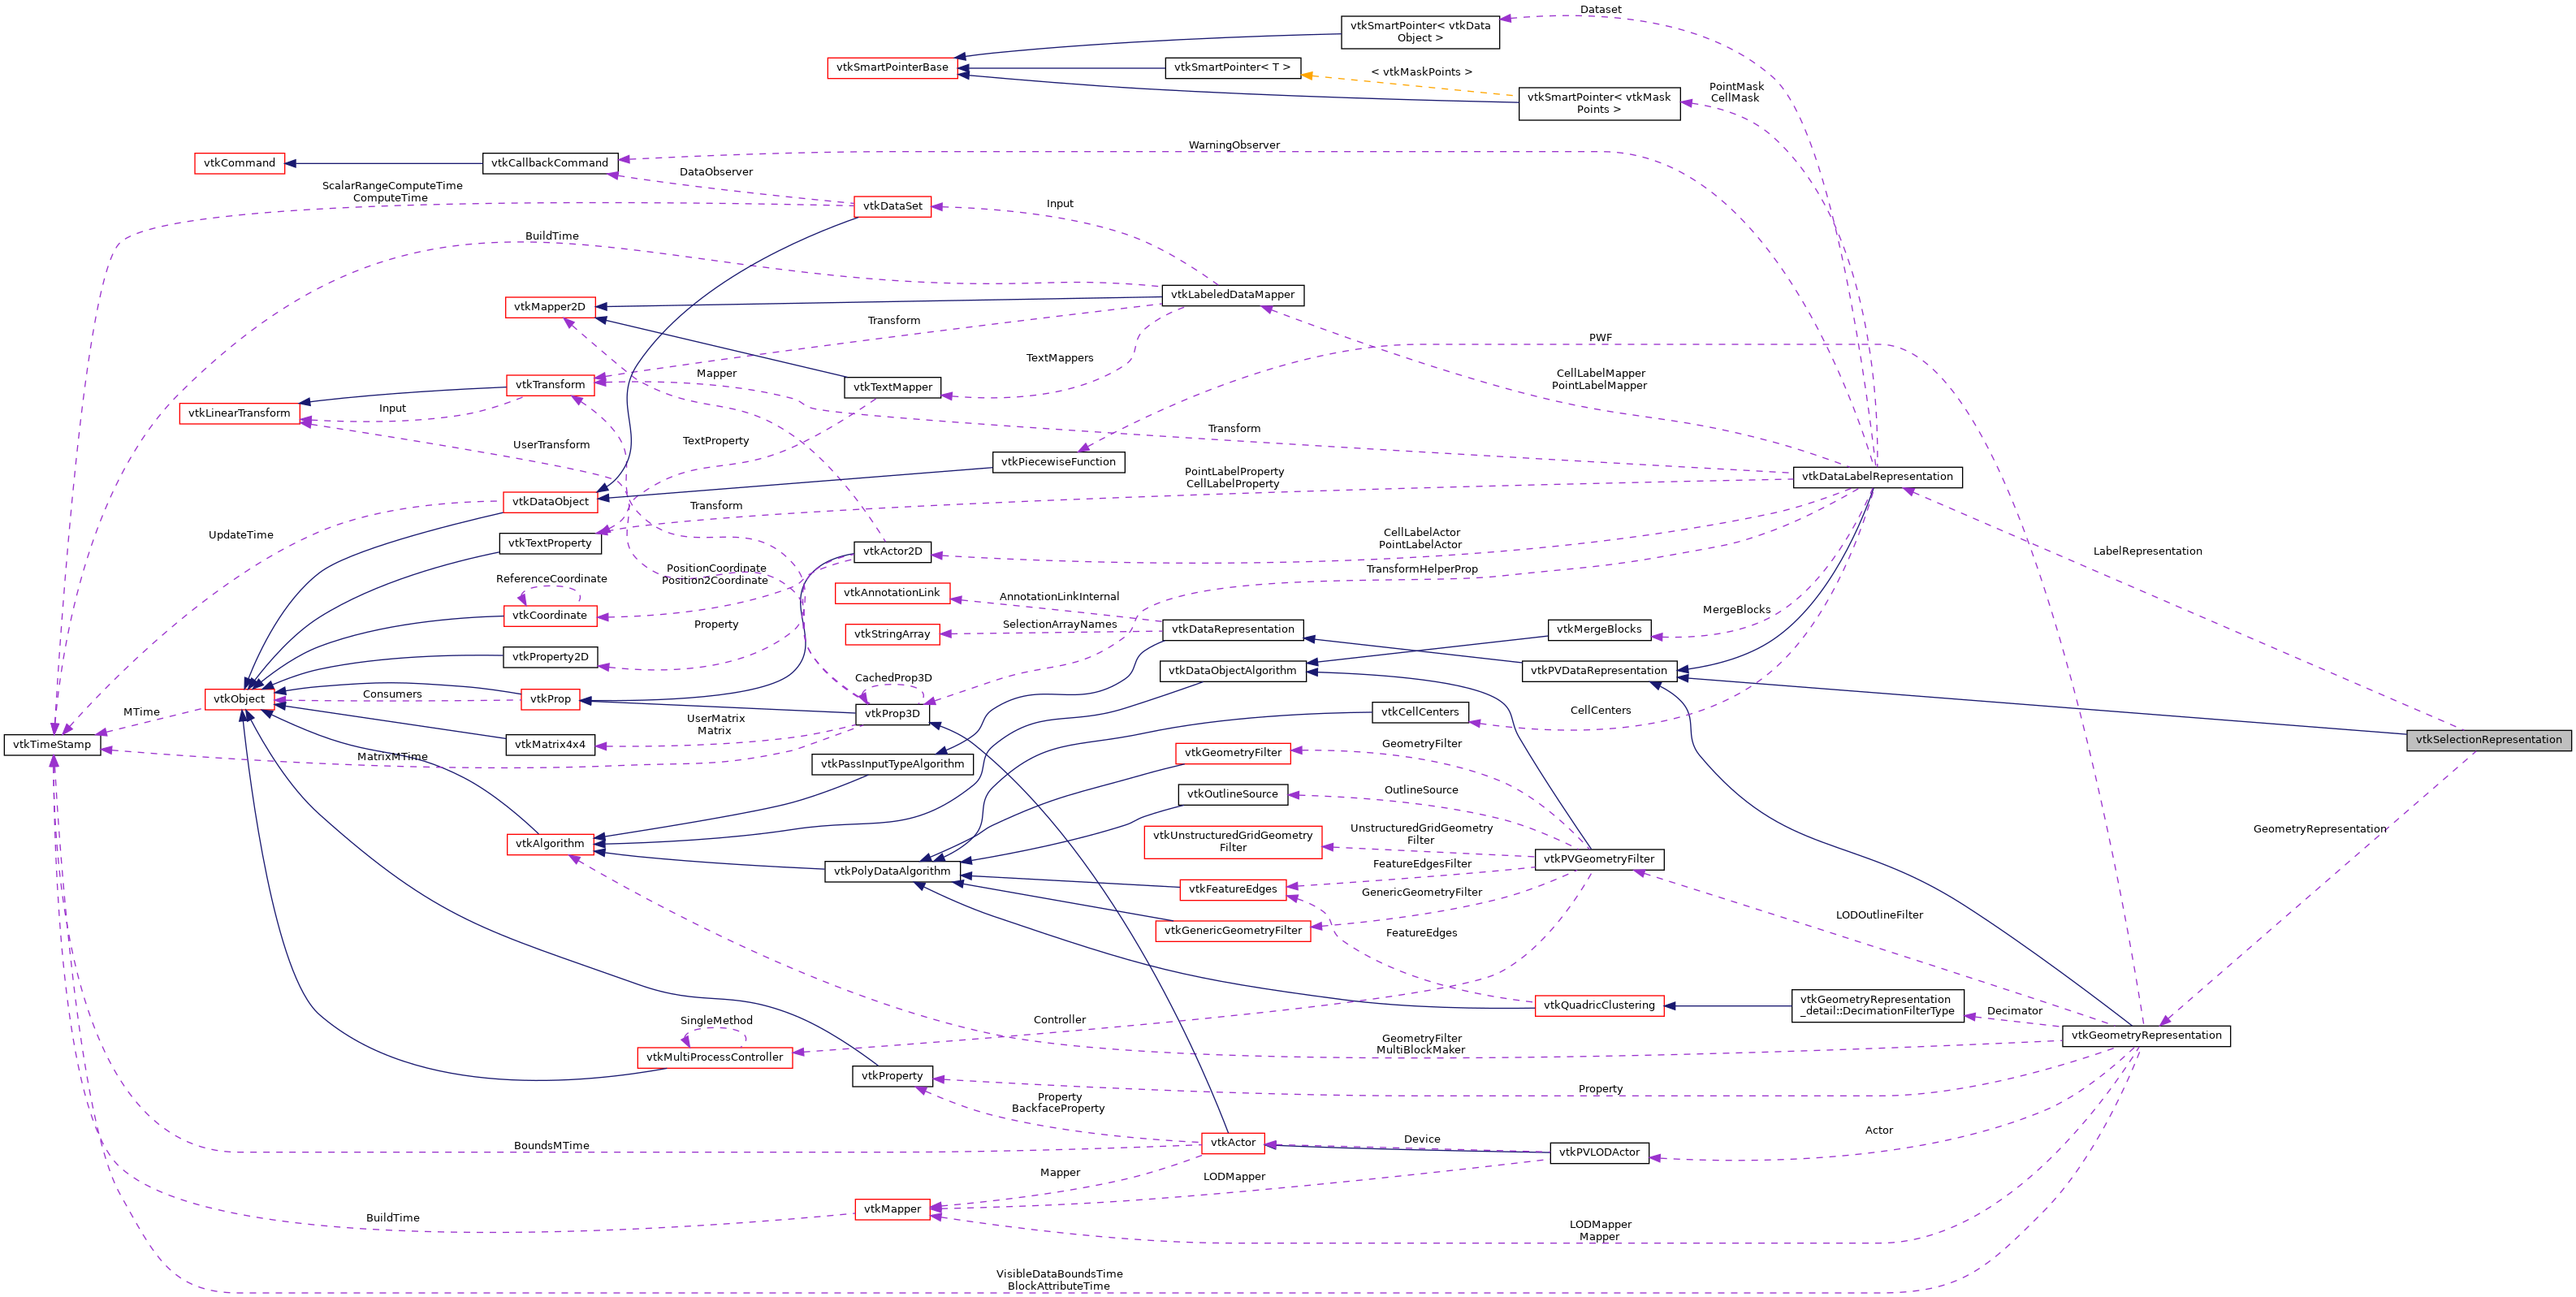 Dataset
vtkSmartPointer< vtkData
Object >
vtkSmartPointerBase
vtkSmartPointer< T >
< vtkMaskPoints >
vtkSmartPointer< vtkMask
Points >
PointMask
CellMask
WarningObserver
vtkCommand
vtkCallbackCommand
DataObserver
ScalarRangeComputeTime
ComputeTime
vtkDataSet
Input
BuildTime
vtkLabeledDataMapper
vtkMapper2D
Transform
PWF
TextMappers
Mapper
CellLabelMapper
PointLabelMapper
vtkTransform
vtkTextMapper
vtkLinearTransform
Input
Transform
UserTransform
TextProperty
vtkPiecewiseFunction
PointLabelProperty
CellLabelProperty
vtkDataLabelRepresentation
vtkDataObject
Transform
UpdateTime
CellLabelActor
PointLabelActor
vtkTextProperty
vtkActor2D
LabelRepresentation
PositionCoordinate
Position2Coordinate
TransformHelperProp
ReferenceCoordinate
vtkAnnotationLink
AnnotationLinkInternal
MergeBlocks
vtkCoordinate
Property
vtkStringArray
SelectionArrayNames
vtkDataRepresentation
vtkMergeBlocks
vtkProperty2D
vtkDataObjectAlgorithm
vtkPVDataRepresentation
CachedProp3D
vtkObject
Consumers
vtkProp
MTime
vtkProp3D
vtkCellCenters
CellCenters
UserMatrix
Matrix
vtkTimeStamp
vtkMatrix4x4
MatrixMTime
vtkSelectionRepresentation
vtkGeometryFilter
GeometryFilter
vtkPassInputTypeAlgorithm
vtkOutlineSource
OutlineSource
vtkUnstructuredGridGeometry
Filter
UnstructuredGridGeometry
Filter
GeometryRepresentation
vtkAlgorithm
vtkPVGeometryFilter
FeatureEdgesFilter
vtkPolyDataAlgorithm
vtkFeatureEdges
GenericGeometryFilter
LODOutlineFilter
vtkGenericGeometryFilter
FeatureEdges
vtkQuadricClustering
vtkGeometryRepresentation
_detail::DecimationFilterType
Decimator
SingleMethod
Controller
vtkGeometryRepresentation
GeometryFilter
MultiBlockMaker
vtkMultiProcessController
vtkProperty
Property
Property
BackfaceProperty
Actor
BoundsMTime
vtkActor
Device
vtkPVLODActor
Mapper
LODMapper
vtkMapper
BuildTime
LODMapper
Mapper
VisibleDataBoundsTime
BlockAttributeTime